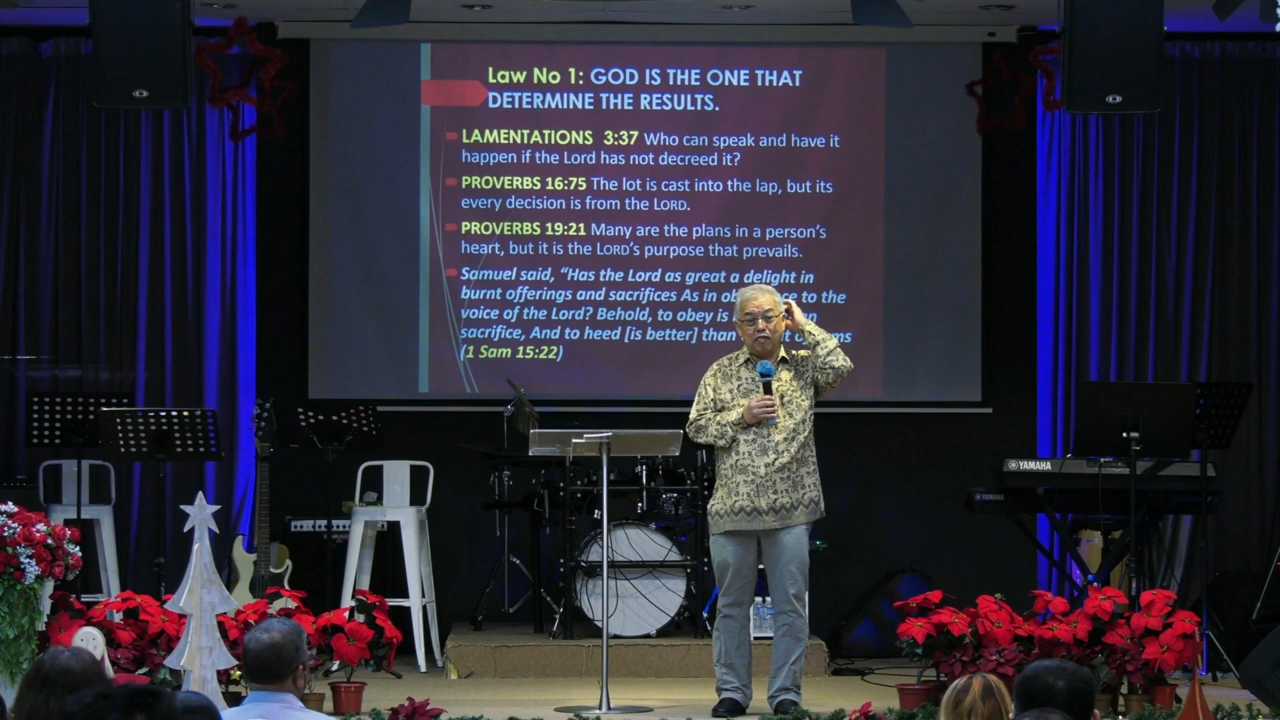 Law No 1: GOD IS THE ONE THAT
DETERMINE THE RESULTS.
LAMENTATIONS 3:37 Who can speak and have it
happen if the Lord has not decreed it?
PROVERBS 16:75 The lot is cast into the lap, but its
every decision is from the LORD.
PROVERBS 19:21 Many are the plans in a person's
heart, but it is the LORD's purpose that prevails.
Samuel said, “Has the Lord as great a delight in
burnt offerings and sacrifices As in to the
voice of the Lord? Behold, to obey is
sacrifice, And to heed [is better] than
(1 Sam 15:22)
YAMAHA
YAMAHA